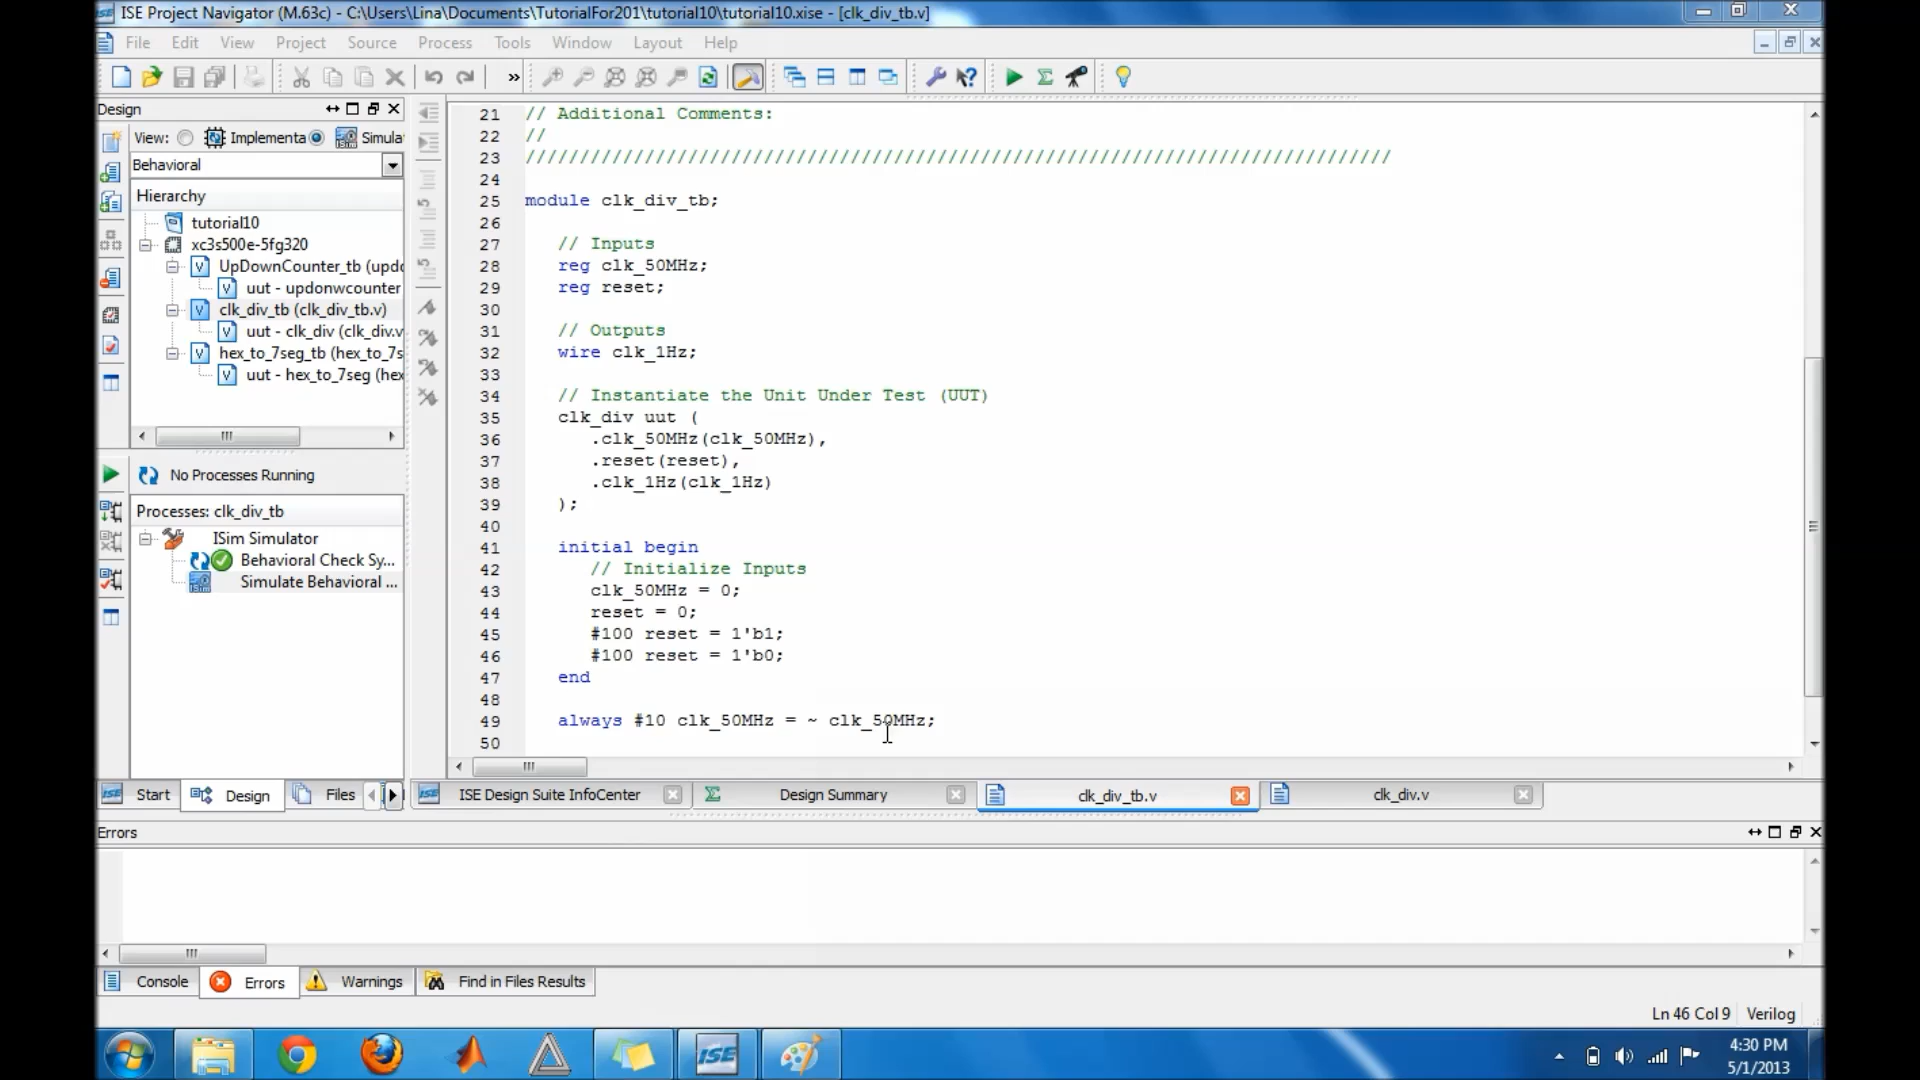 ISE Project Navigator (M.63c) - C:\Users\Lina\Documents\TutorialFor201\tutorial10\tutorial10.xise - [clk_div_tb.v]
File Edit View Project Source Process Tools Window Layout Help
»
Design
View: Implementa Simula
Behavioral
Hierarchy
tutorial10
xc3s500e-5fg320
UpDownCounter_tb (updo
uut - updonwcounter
clk_div_tb (clk_div_tb.v)
uut - clk_div (clk_div.v
hex_to_7seg_tb (hex_to_7s
uut - hex_to_7seg (hex
No Processes Running
Processes: clk_div_tb
ISim Simulator
Behavioral Check Sy...
Simulate Behavioral ...
Start Design Files
21 // Additional Comments:
22 //
23 ////////////////////////////////////////////////////////////////////////////////
24
25 module clk_div_tb;
26
27 // Inputs
28 reg clk_50MHz;
29 reg reset;
30
31 // Outputs
32 wire clk_1Hz;
33
34 // Instantiate the Unit Under Test (UUT)
35 clk_div uut (
36 .clk_50MHz(clk_50MHz),
37 .reset(reset),
38 .clk_1Hz(clk_1Hz)
39 );
40
41 initial begin
42 // Initialize Inputs
43 clk_50MHz = 0;
44 reset = 0;
45 #100 reset = 1'b1;
46 #100 reset = 1'b0;
47 end
48
49 always #10 clk_50MHz = ~ clk_50MHz;
50
ISE Design Suite InfoCenter Design Summary clk_div_tb.v clk_div.v
Errors
Console Errors Warnings Find in Files Results
Ln 46 Col 9 Verilog
ISE
4:30 PM
5/1/2013